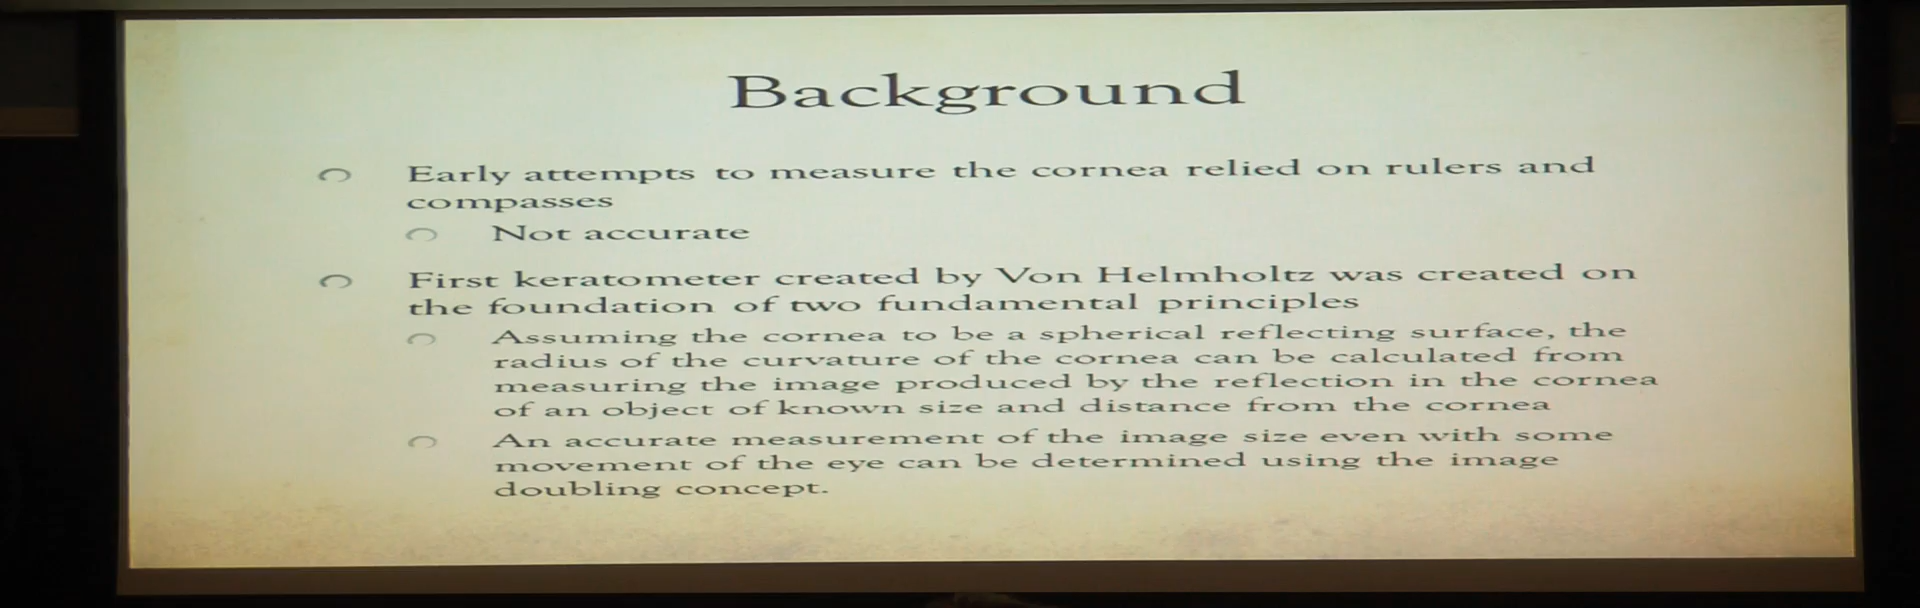 Background
Early attempts to measure the cornea relied on rulers and
compasses
Not accurate
First keratometer created by Von Helmholtz was created on
the foundation of two fundamental principles
Assuming the cornea to be a spherical reflecting surface, the
radius of the curvature of the cornea can be calculated from
measuring the image produced by the reflection in the cornea
of an object of known size and distance from the cornea
An accurate measurement of the image size even with some
movement of the eye can be determined using the image
doubling concept.